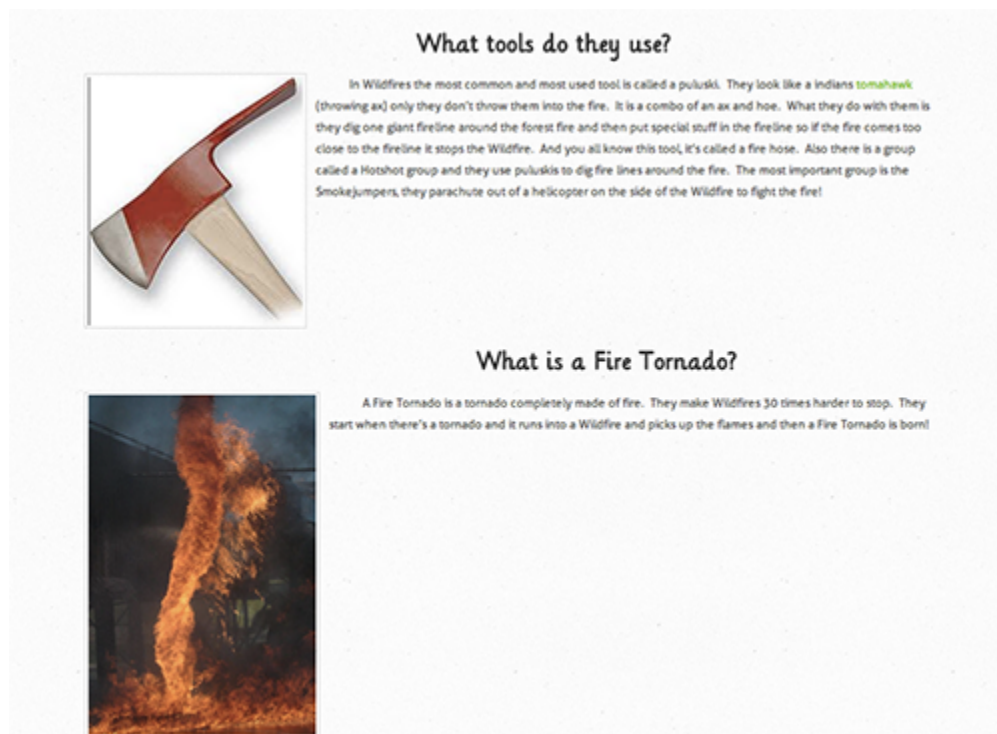 What tools do they use?
In Wildfires the most common and most used tool is called a puluski.  They look like a indians tomahawk
(throwing ax) only they don't throw them into the fire.  It is a combo of an ax and hoe.  What they do with them is
they dig one giant fireline around the forest fire and then put special stuff in the fireline so if the fire comes too
close to the fireline it stops the Wildfire.  And you all know this tool, it's called a fire hose.  Also there is a group
called a Hotshot group and they use puluskis to dig fire lines around the fire.  The most important group is the
Smokejumpers, they parachute out of a helicopter on the side of the Wildfire to fight the fire!
What is a Fire Tornado?
A Fire Tornado is a tornado completely made of fire.  They make Wildfires 30 times harder to stop.  They
start when there's a tornado and it runs into a Wildfire and picks up the flames and then a Fire Tornado is born!